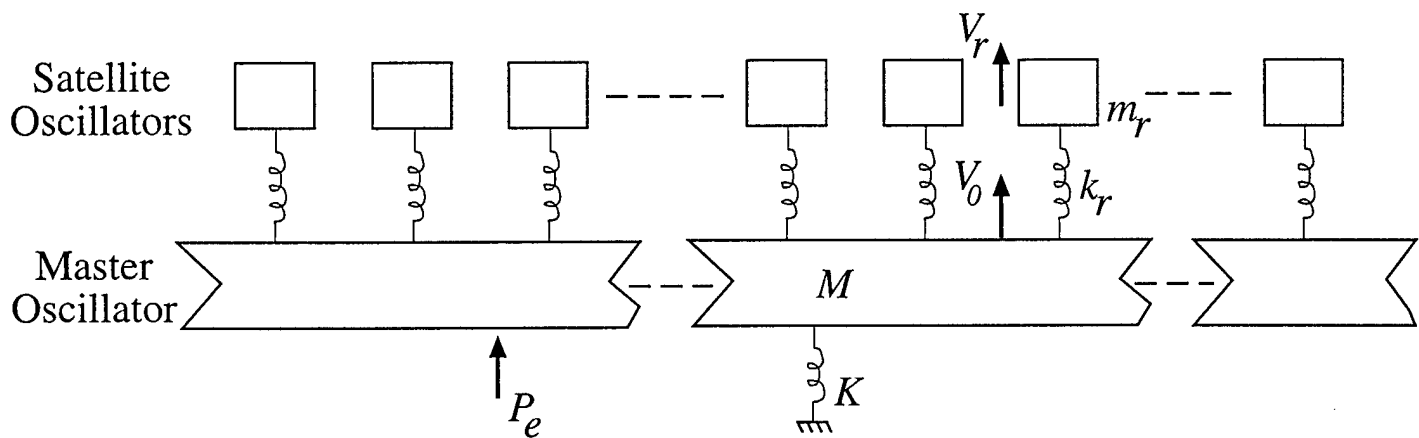 Satellite
Oscillators
V_r
m_r
V_0
k_r
Master
Oscillator
M
P_e
K